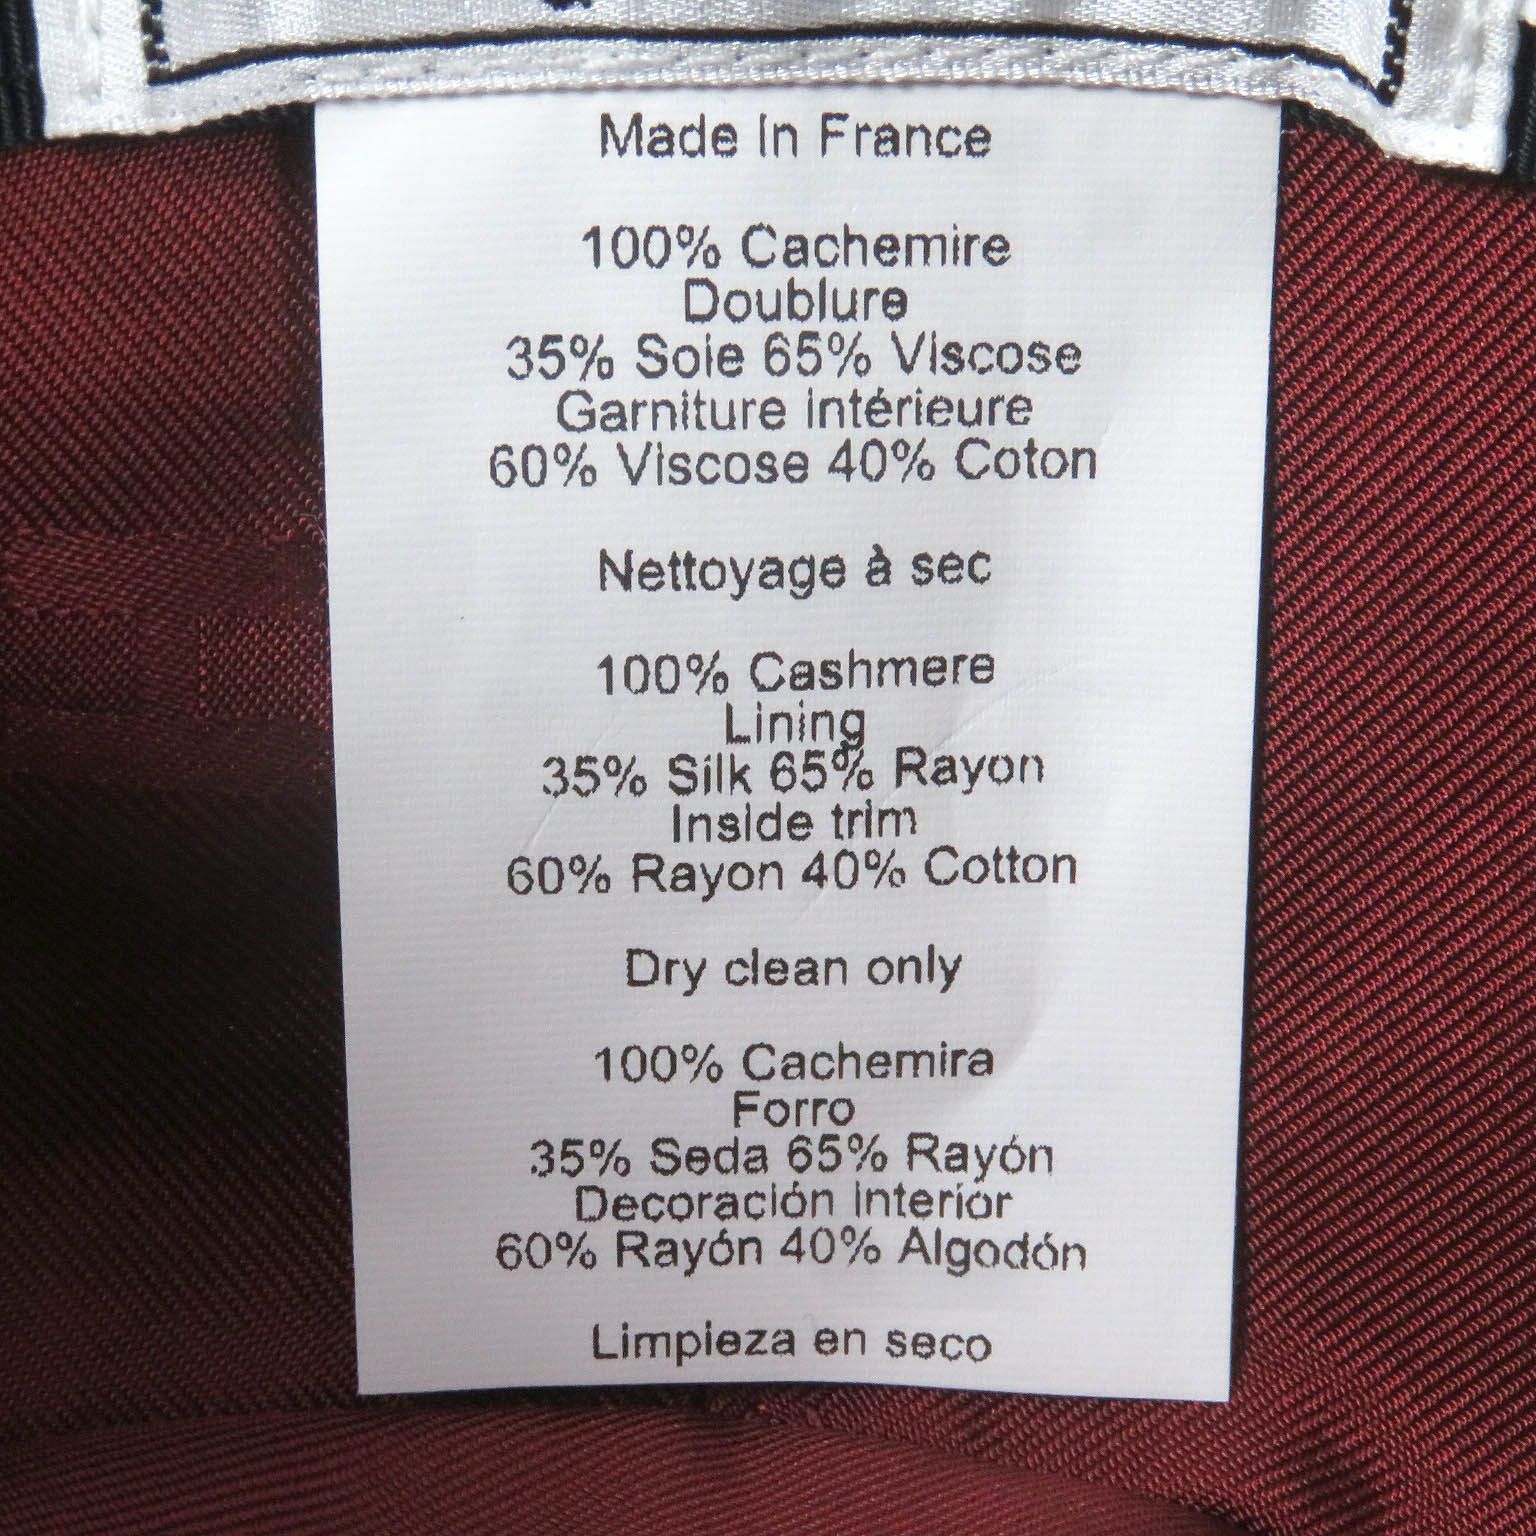 Made In France
100% Cachemire
Doublure
35% Soie 65% Viscose
Garniture intérieure
60% Viscose 40% Coton
Nettoyage à sec
100% Cashmere
Lining
35% Silk 65% Rayon
Inside trim
60% Rayon 40% Cotton
Dry clean only
100% Cachemira
Forro
35% Seda 65% Rayón
Decoración interior
60% Rayón 40% Algodón
Limpieza en seco